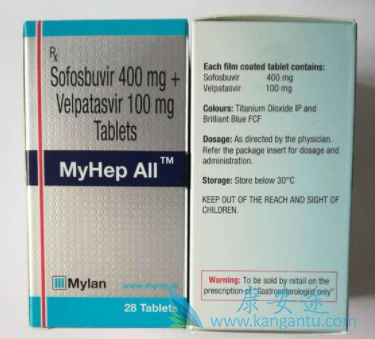 Rx
Sofosbuvir 400 mg +
Velpatasvir 100 mg
Tablets
MyHep All™
Mylan
www.mylan.in
28 Tablets
Each film coated tablet contains:
Sofosbuvir 400 mg
Velpatasvir 100 mg
Colours: Titanium Dioxide IP and
Brilliant Blue FCF
Dosage: As directed by the physician.
Refer the package insert for dosage and
administration.
Storage: Store below 30°C
KEEP OUT OF THE REACH AND SIGHT OF
CHILDREN.
Warning: To be sold by retail on the
prescription of "Gastroenterologist only"
康安途
www.kangantu.com